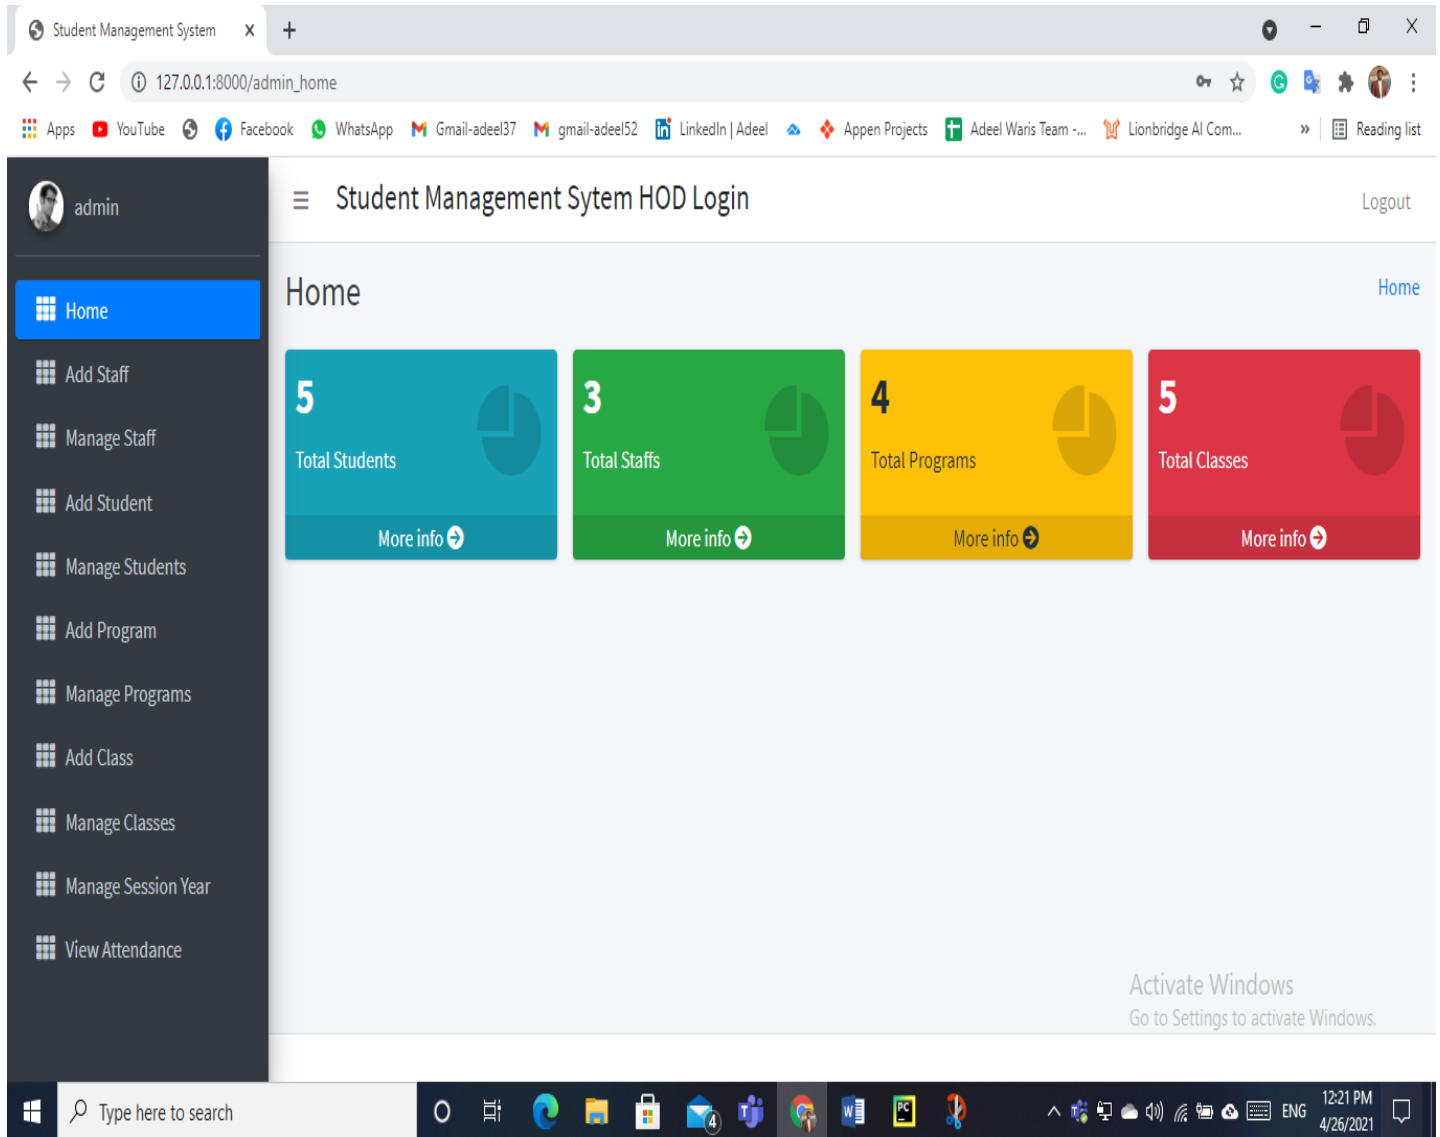 Student Management System
127.0.0.1:8000/admin_home
Apps YouTube Facebook WhatsApp Gmail-adeel37 gmail-adeel52 LinkedIn | Adeel Appen Projects Adeel Waris Team -... Lionbridge AI Com... » Reading list
admin
Student Management Sytem HOD Login
Logout
Home
Add Staff
Manage Staff
Add Student
Manage Students
Add Program
Manage Programs
Add Class
Manage Classes
Manage Session Year
View Attendance
Home
Home
5
Total Students
More info
3
Total Staffs
More info
4
Total Programs
More info
5
Total Classes
More info
Activate Windows
Go to Settings to activate Windows.
Type here to search
4
W
PC
ENG
12:21 PM
4/26/2021